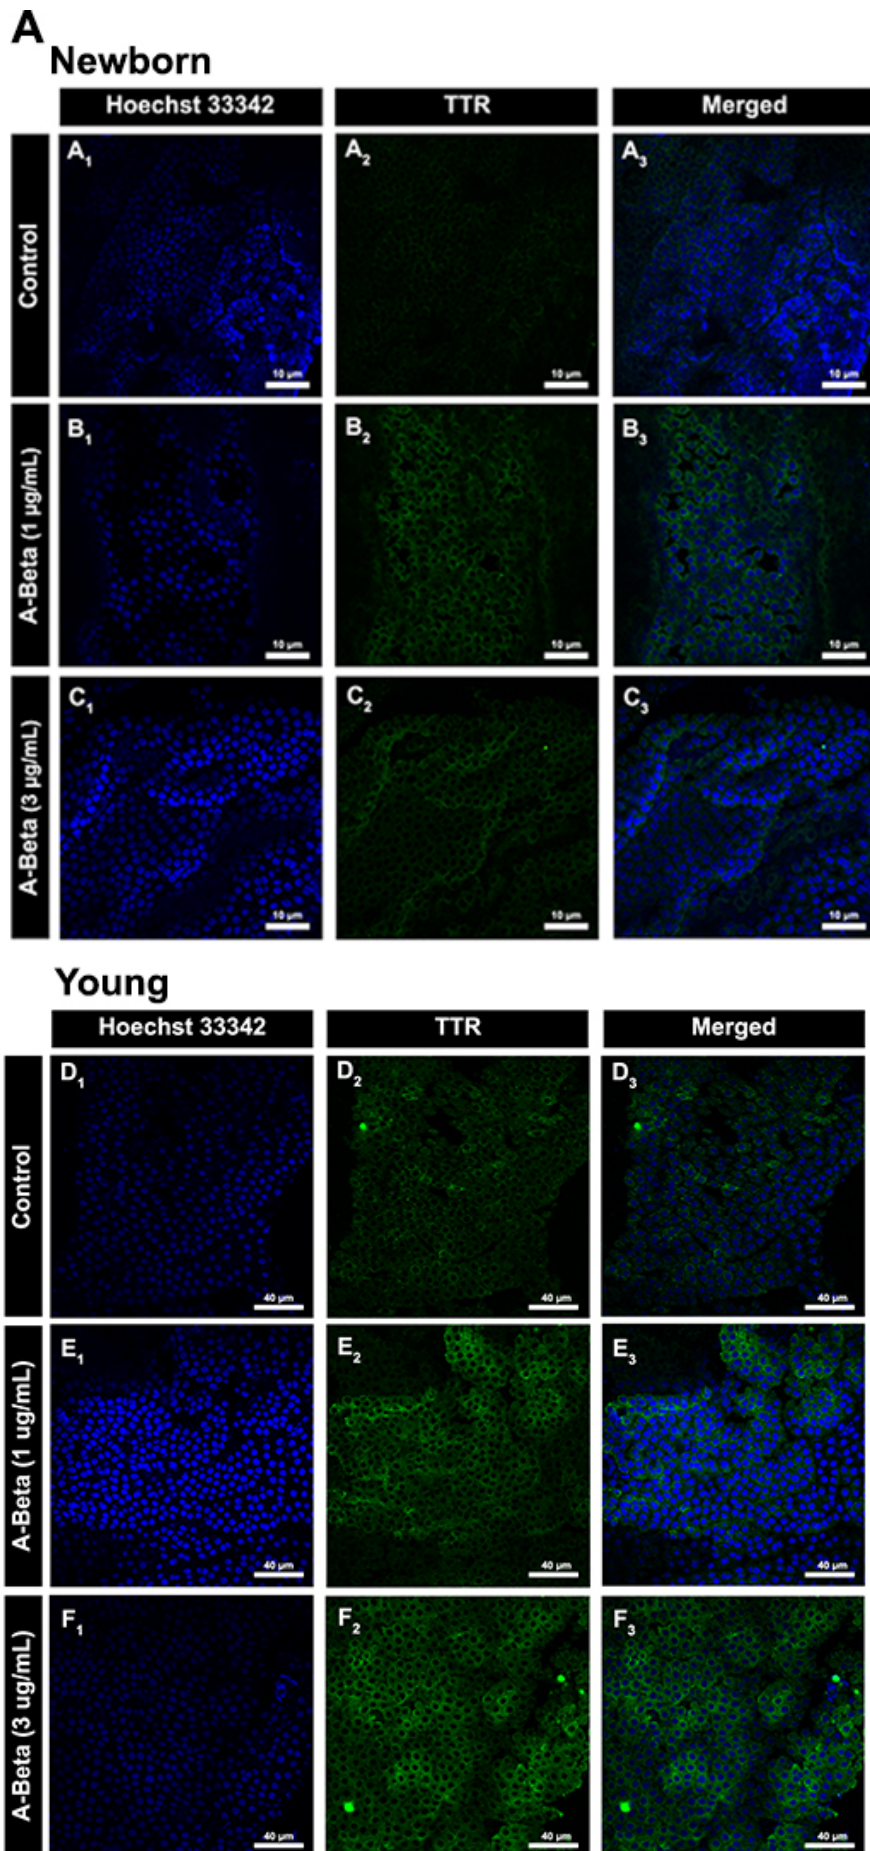 A
Newborn
Hoechst 33342 TTR Merged
Control
A1 A2 A3
10 µm 10 µm 10 µm
A-Beta (1 µg/mL)
B1 B2 B3
10 µm 10 µm 10 µm
A-Beta (3 µg/mL)
C1 C2 C3
10 µm 10 µm 10 µm
Young
Hoechst 33342 TTR Merged
Control
D1 D2 D3
40 µm 40 µm 40 µm
A-Beta (1 ug/mL)
E1 E2 E3
40 µm 40 µm 40 µm
A-Beta (3 ug/mL)
F1 F2 F3
40 µm 40 µm 40 µm